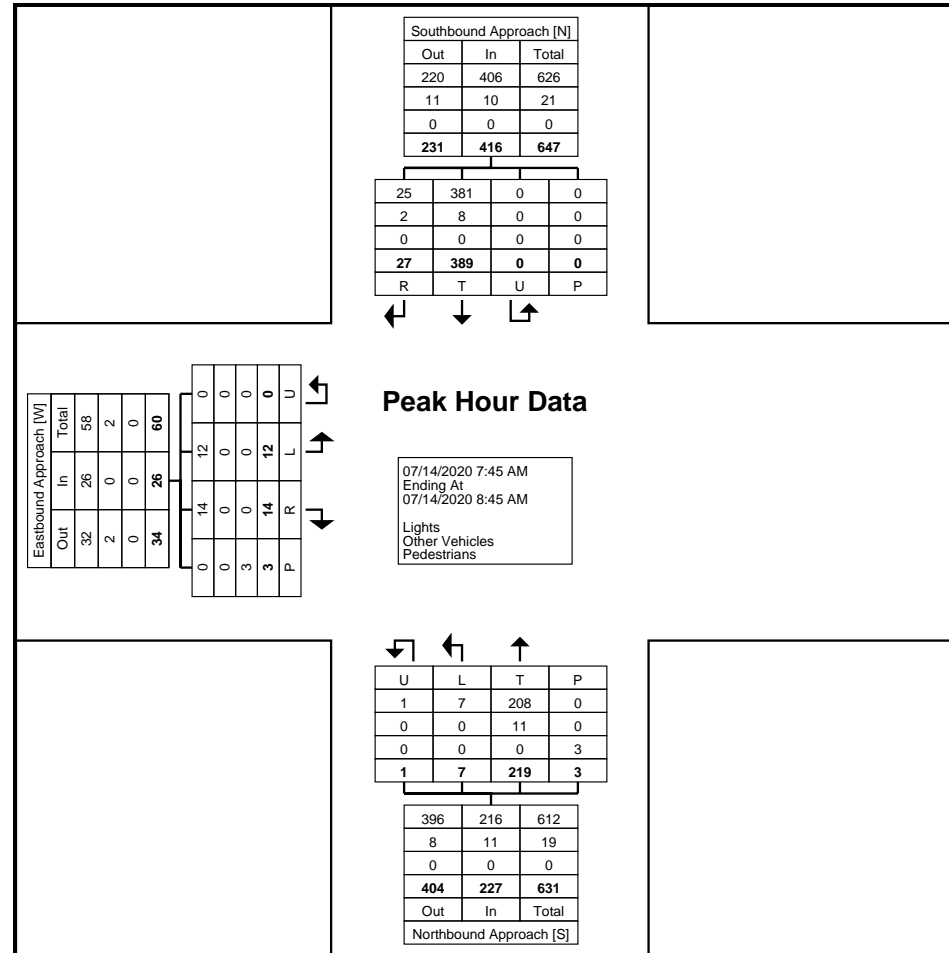 Southbound Approach [N]
Out In Total
220 406 626
11 10 21
0 0 0
231 416 647
25 381 0 0
2 8 0 0
0 0 0 0
27 389 0 0
R T U P
Eastbound Approach [W]
Out In Total
32 26 58
2 0 2
0 0 0
34 26 60
0 14 12 0
0 0 0 0
3 0 0 0
3 14 12 0
P R L U
Peak Hour Data
07/14/2020 7:45 AM
Ending At
07/14/2020 8:45 AM
Lights
Other Vehicles
Pedestrians
U L T P
1 7 208 0
0 0 11 0
0 0 0 3
1 7 219 3
396 216 612
8 11 19
0 0 0
404 227 631
Out In Total
Northbound Approach [S]